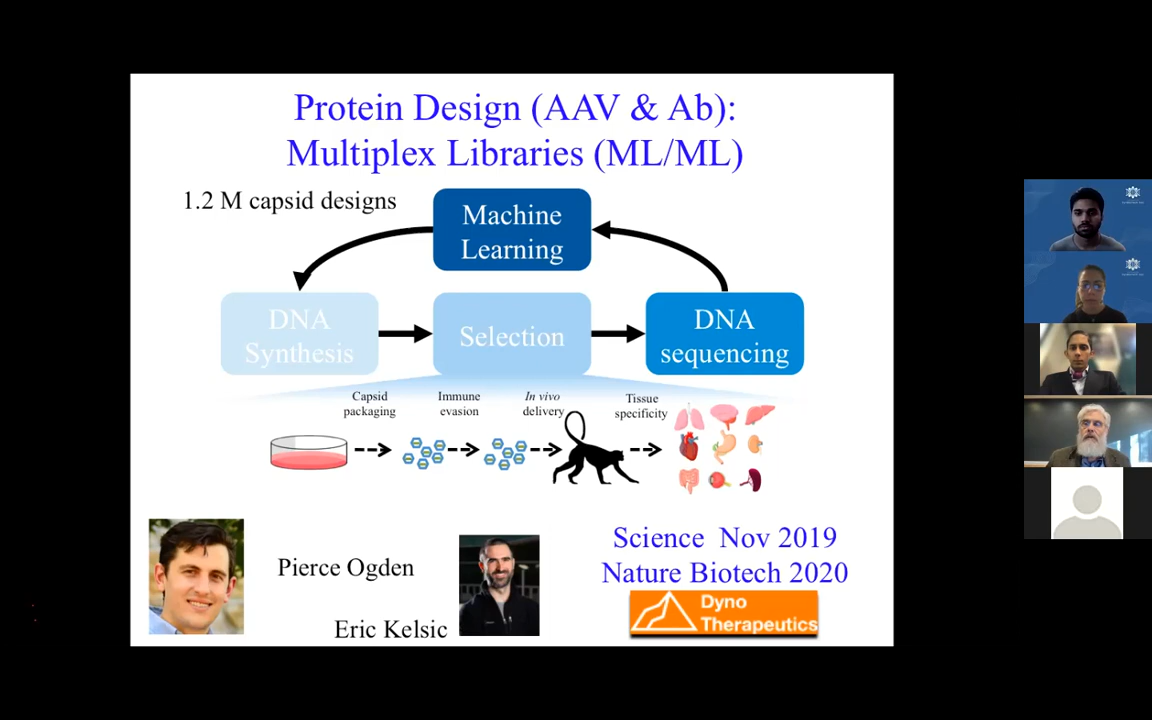 Protein Design (AAV & Ab):
Multiplex Libraries (ML/ML)
1.2 M capsid designs
Machine
Learning
DNA
Synthesis
Selection
DNA
sequencing
Capsid
packaging
Immune
evasion
In vivo
delivery
Tissue
specificity
Pierce Ogden
Eric Kelsic
Science Nov 2019
Nature Biotech 2020
Dyno
Therapeutics